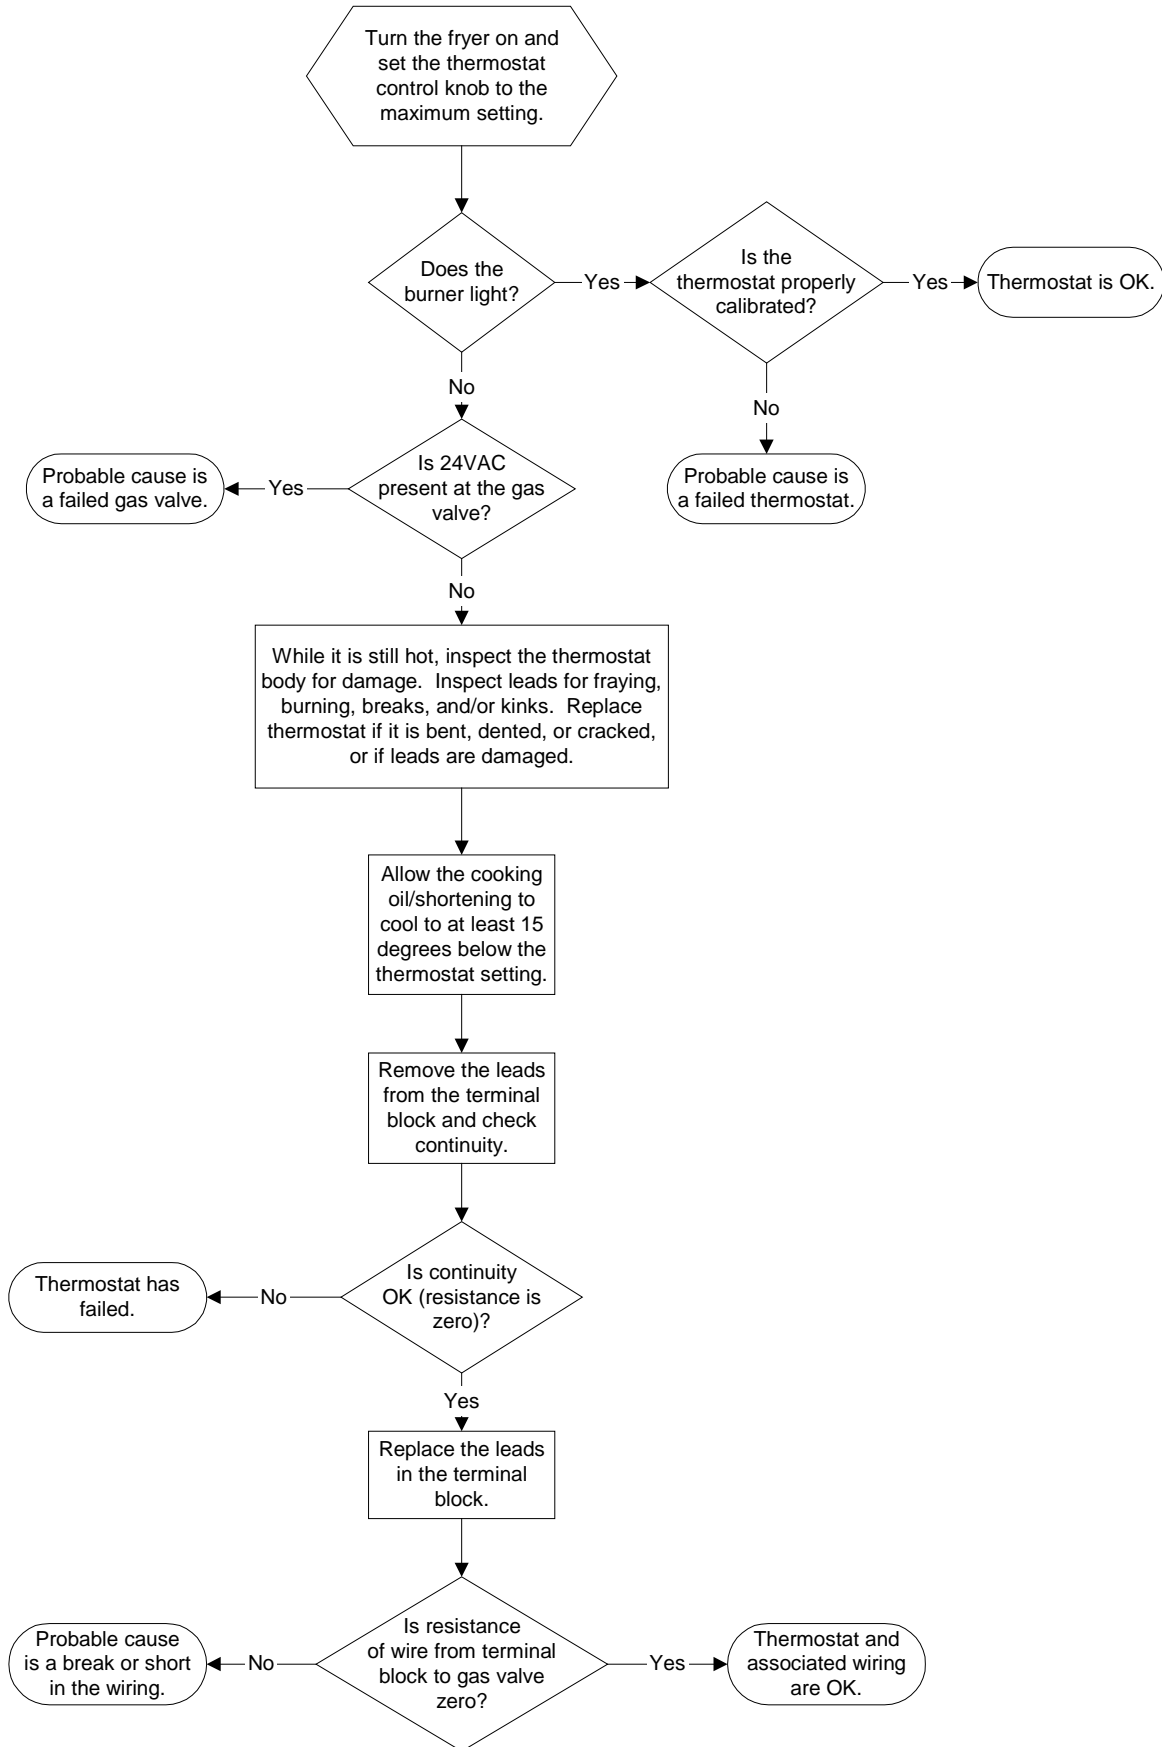 Turn the fryer on and
set the thermostat
control knob to the
maximum setting.
Does the
burner light?
Yes
Is the
thermostat properly
calibrated?
Yes
Thermostat is OK.
No
No
Probable cause is
a failed thermostat.
Is 24VAC
present at the gas
valve?
Yes
Probable cause is
a failed gas valve.
No
While it is still hot, inspect the thermostat
body for damage.  Inspect leads for fraying,
burning, breaks, and/or kinks.  Replace
thermostat if it is bent, dented, or cracked,
or if leads are damaged.
Allow the cooking
oil/shortening to
cool to at least 15
degrees below the
thermostat setting.
Remove the leads
from the terminal
block and check
continuity.
Is continuity
OK (resistance is
zero)?
No
Thermostat has
failed.
Yes
Replace the leads
in the terminal
block.
Is resistance
of wire from terminal
block to gas valve
zero?
No
Probable cause
is a break or short
in the wiring.
Yes
Thermostat and
associated wiring
are OK.